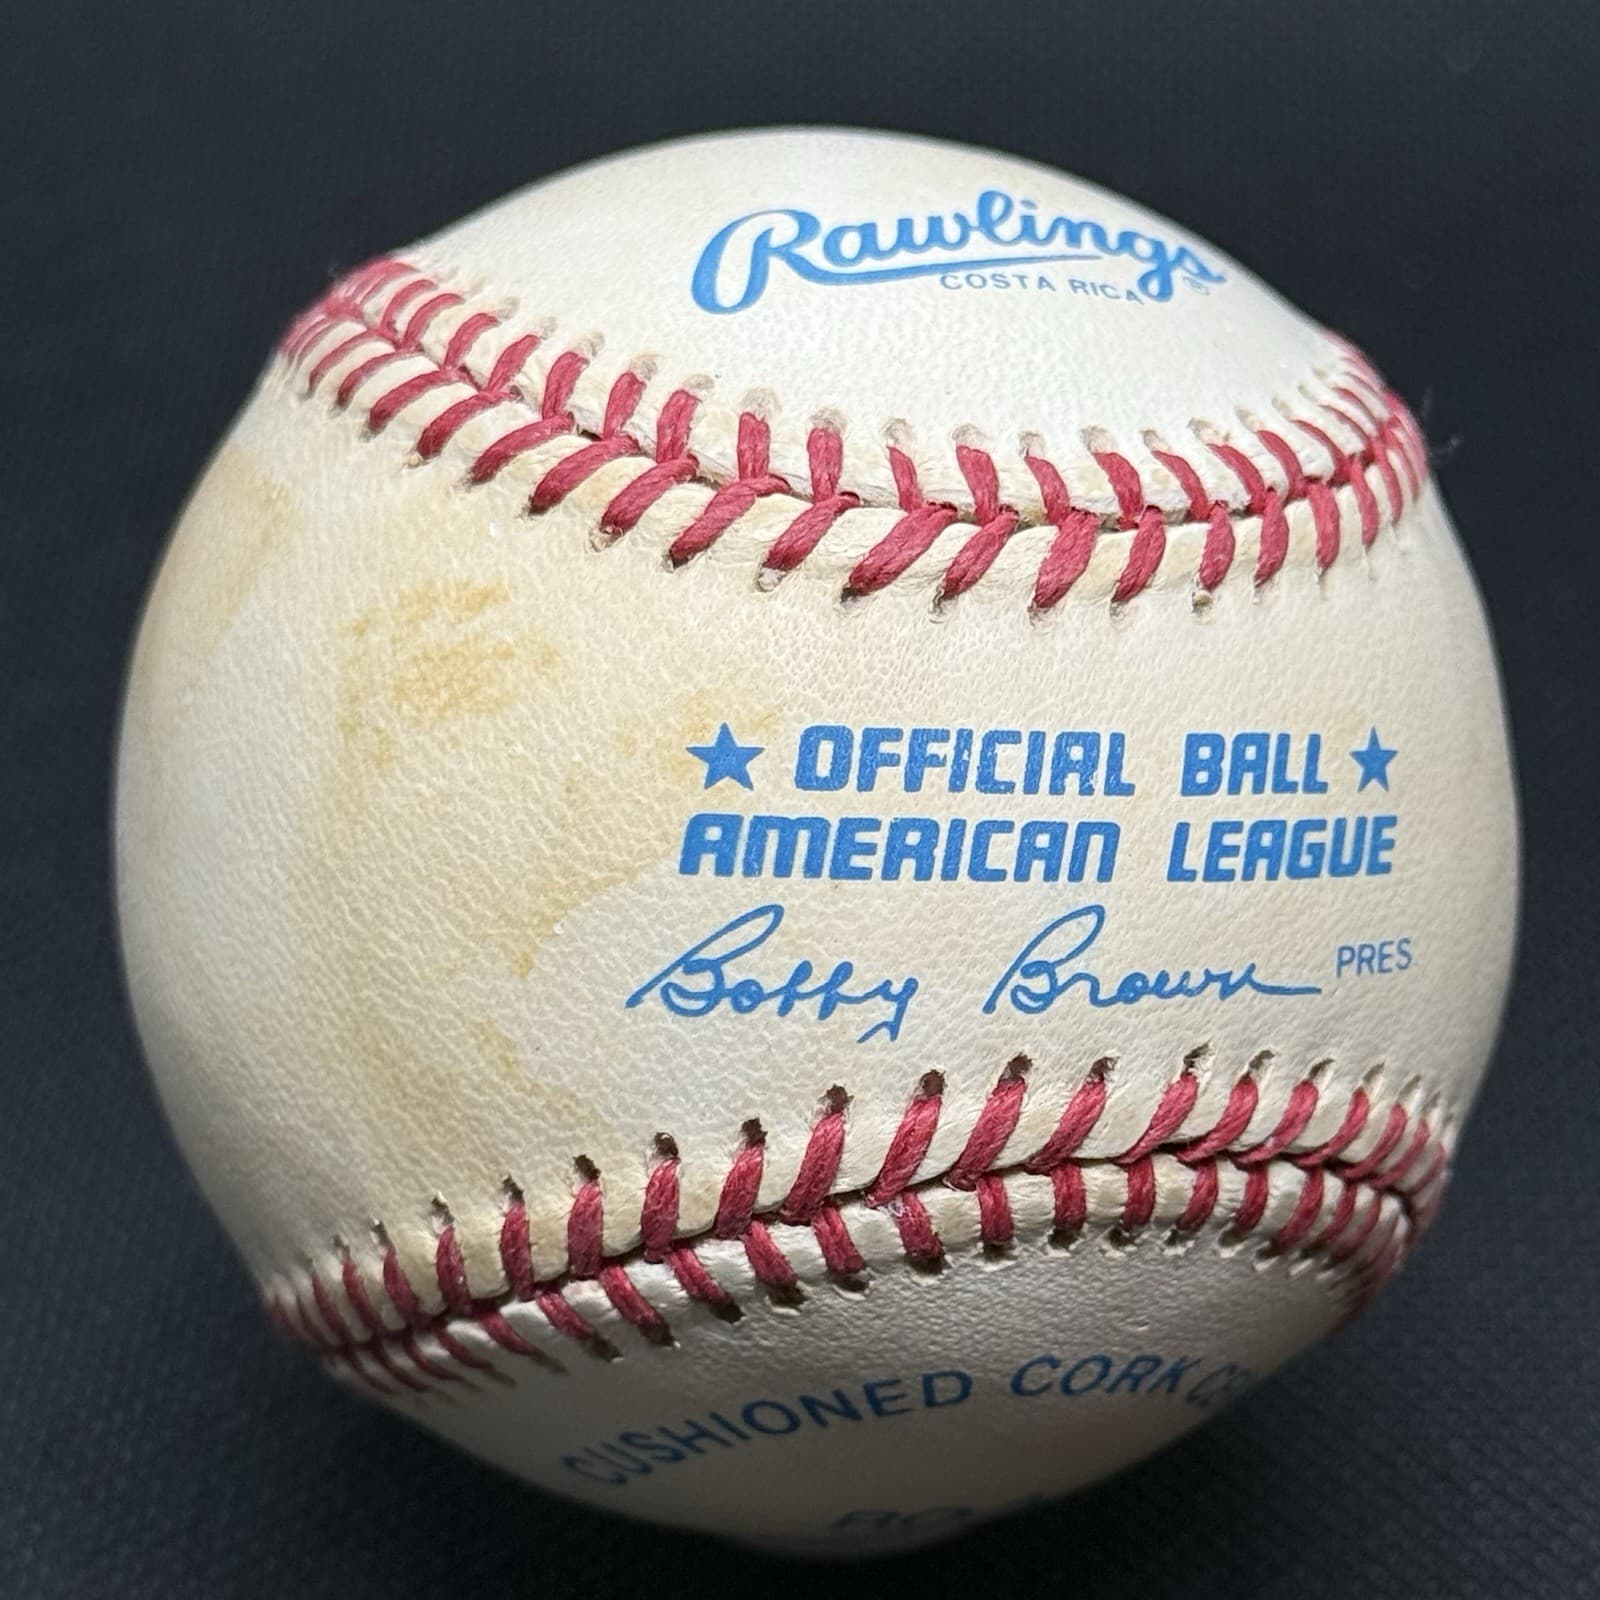 Rawlings ®
COSTA RICA
★ OFFICIAL BALL ★
AMERICAN LEAGUE
Bobby Brown PRES.
CUSHIONED CORK